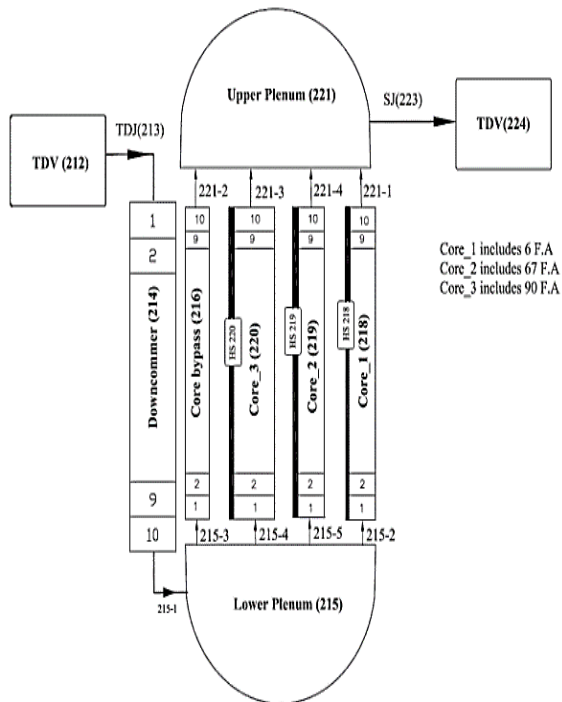 Upper Plenum (221)
SJ(223)
TDV(224)
TDJ(213)
TDV (212)
221-2
221-3
221-4
221-1
1
2
9
10
Downcommer (214)
10
9
Core bypass (216)
2
1
10
9
HS 220
Core_3 (220)
2
1
10
9
HS 219
Core_2 (219)
2
1
10
9
HS 218
Core_1 (218)
2
1
Core_1 includes 6 F.A
Core_2 includes 67 F.A
Core_3 includes 90 F.A
215-3
215-4
215-5
215-2
215-1
Lower Plenum (215)